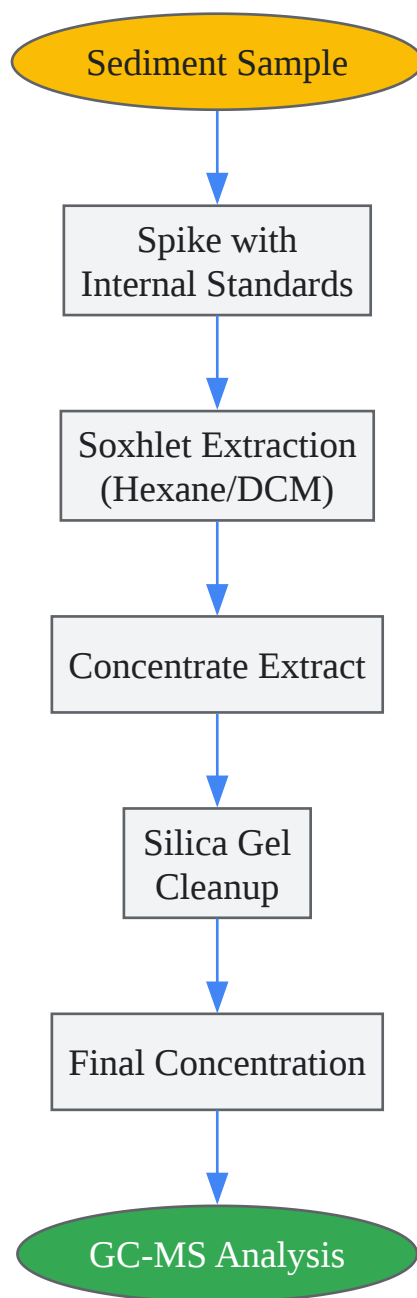 Sediment Sample
Spike with
Internal Standards
Soxhlet Extraction
(Hexane/DCM)
Concentrate Extract
Silica Gel
Cleanup
Final Concentration
GC-MS Analysis